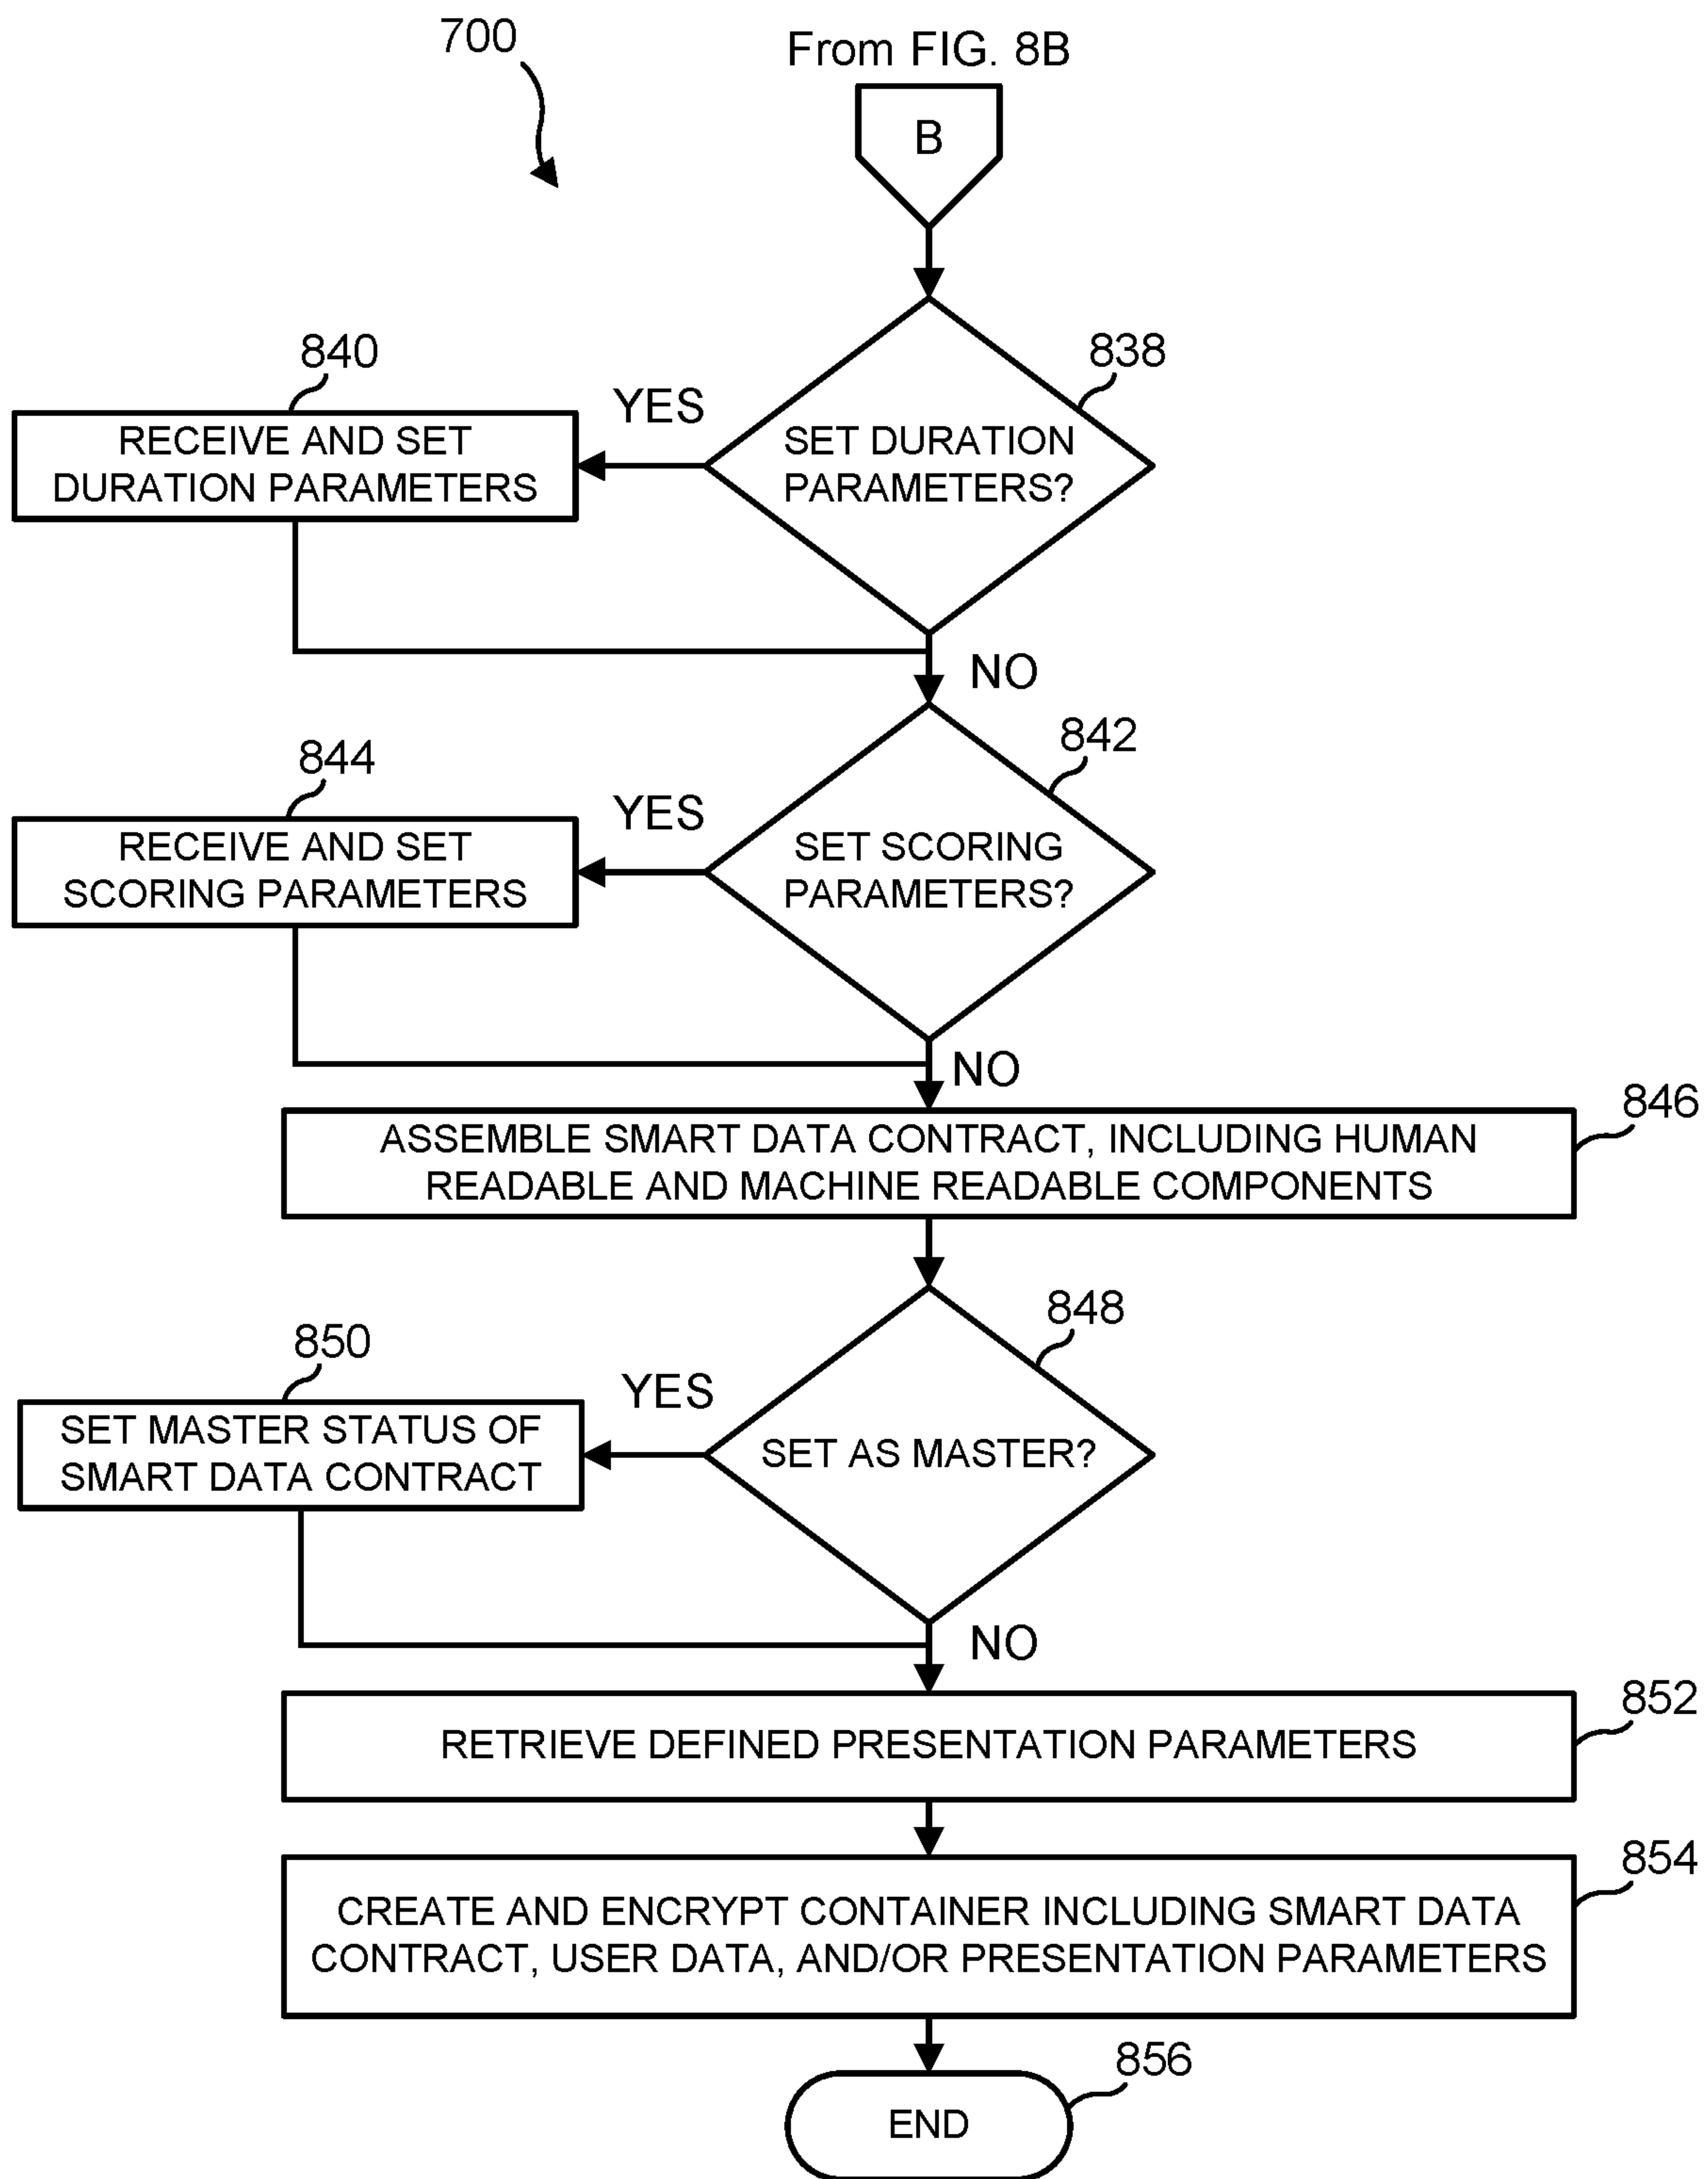 700
From FIG. 8B
B
838
SET DURATION
PARAMETERS?
YES
840
RECEIVE AND SET
DURATION PARAMETERS
NO
842
SET SCORING
PARAMETERS?
YES
844
RECEIVE AND SET
SCORING PARAMETERS
NO
846
ASSEMBLE SMART DATA CONTRACT, INCLUDING HUMAN
READABLE AND MACHINE READABLE COMPONENTS
848
SET AS MASTER?
YES
850
SET MASTER STATUS OF
SMART DATA CONTRACT
NO
852
RETRIEVE DEFINED PRESENTATION PARAMETERS
854
CREATE AND ENCRYPT CONTAINER INCLUDING SMART DATA
CONTRACT, USER DATA, AND/OR PRESENTATION PARAMETERS
856
END